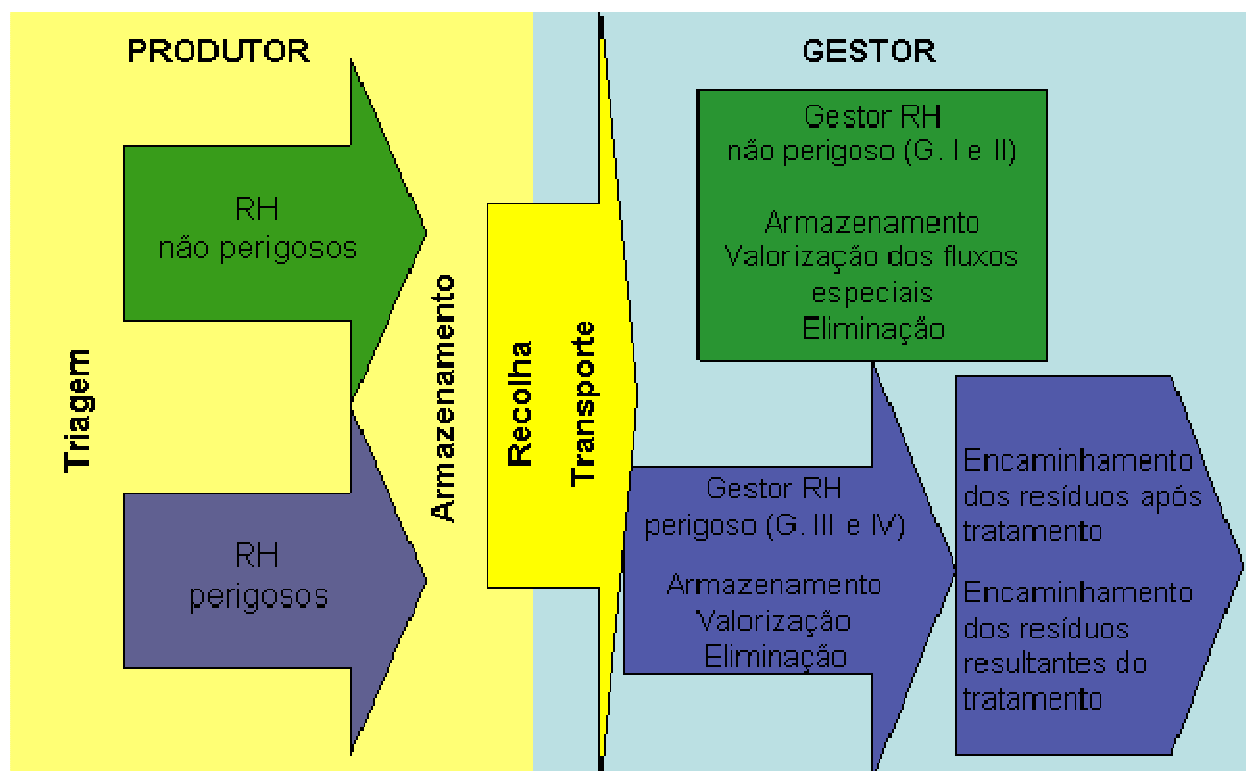 PRODUTOR
GESTOR
Triagem
RH
não perigosos
RH
perigosos
Armazenamento
Recolha
Transporte
Gestor RH
não perigoso (G. I e II)
Armazenamento
Valorização dos fluxos
especiais
Eliminação
Gestor RH
perigoso (G. III e IV)
Armazenamento
Valorização
Eliminação
Encaminhamento
dos resíduos após
tratamento
Encaminhamento
dos resíduos
resultantes do
tratamento